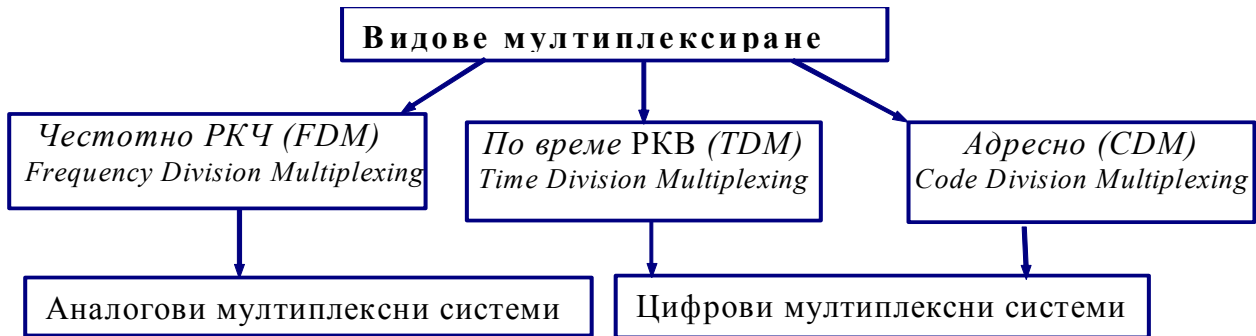 Видове мултиплексиране
Честотно РКЧ (FDM)
Frequency Division Multiplexing
По време РКВ (TDM)
Time Division Multiplexing
Адресно (CDM)
Code Division Multiplexing
Аналогови мултиплексни системи
Цифрови мултиплексни системи